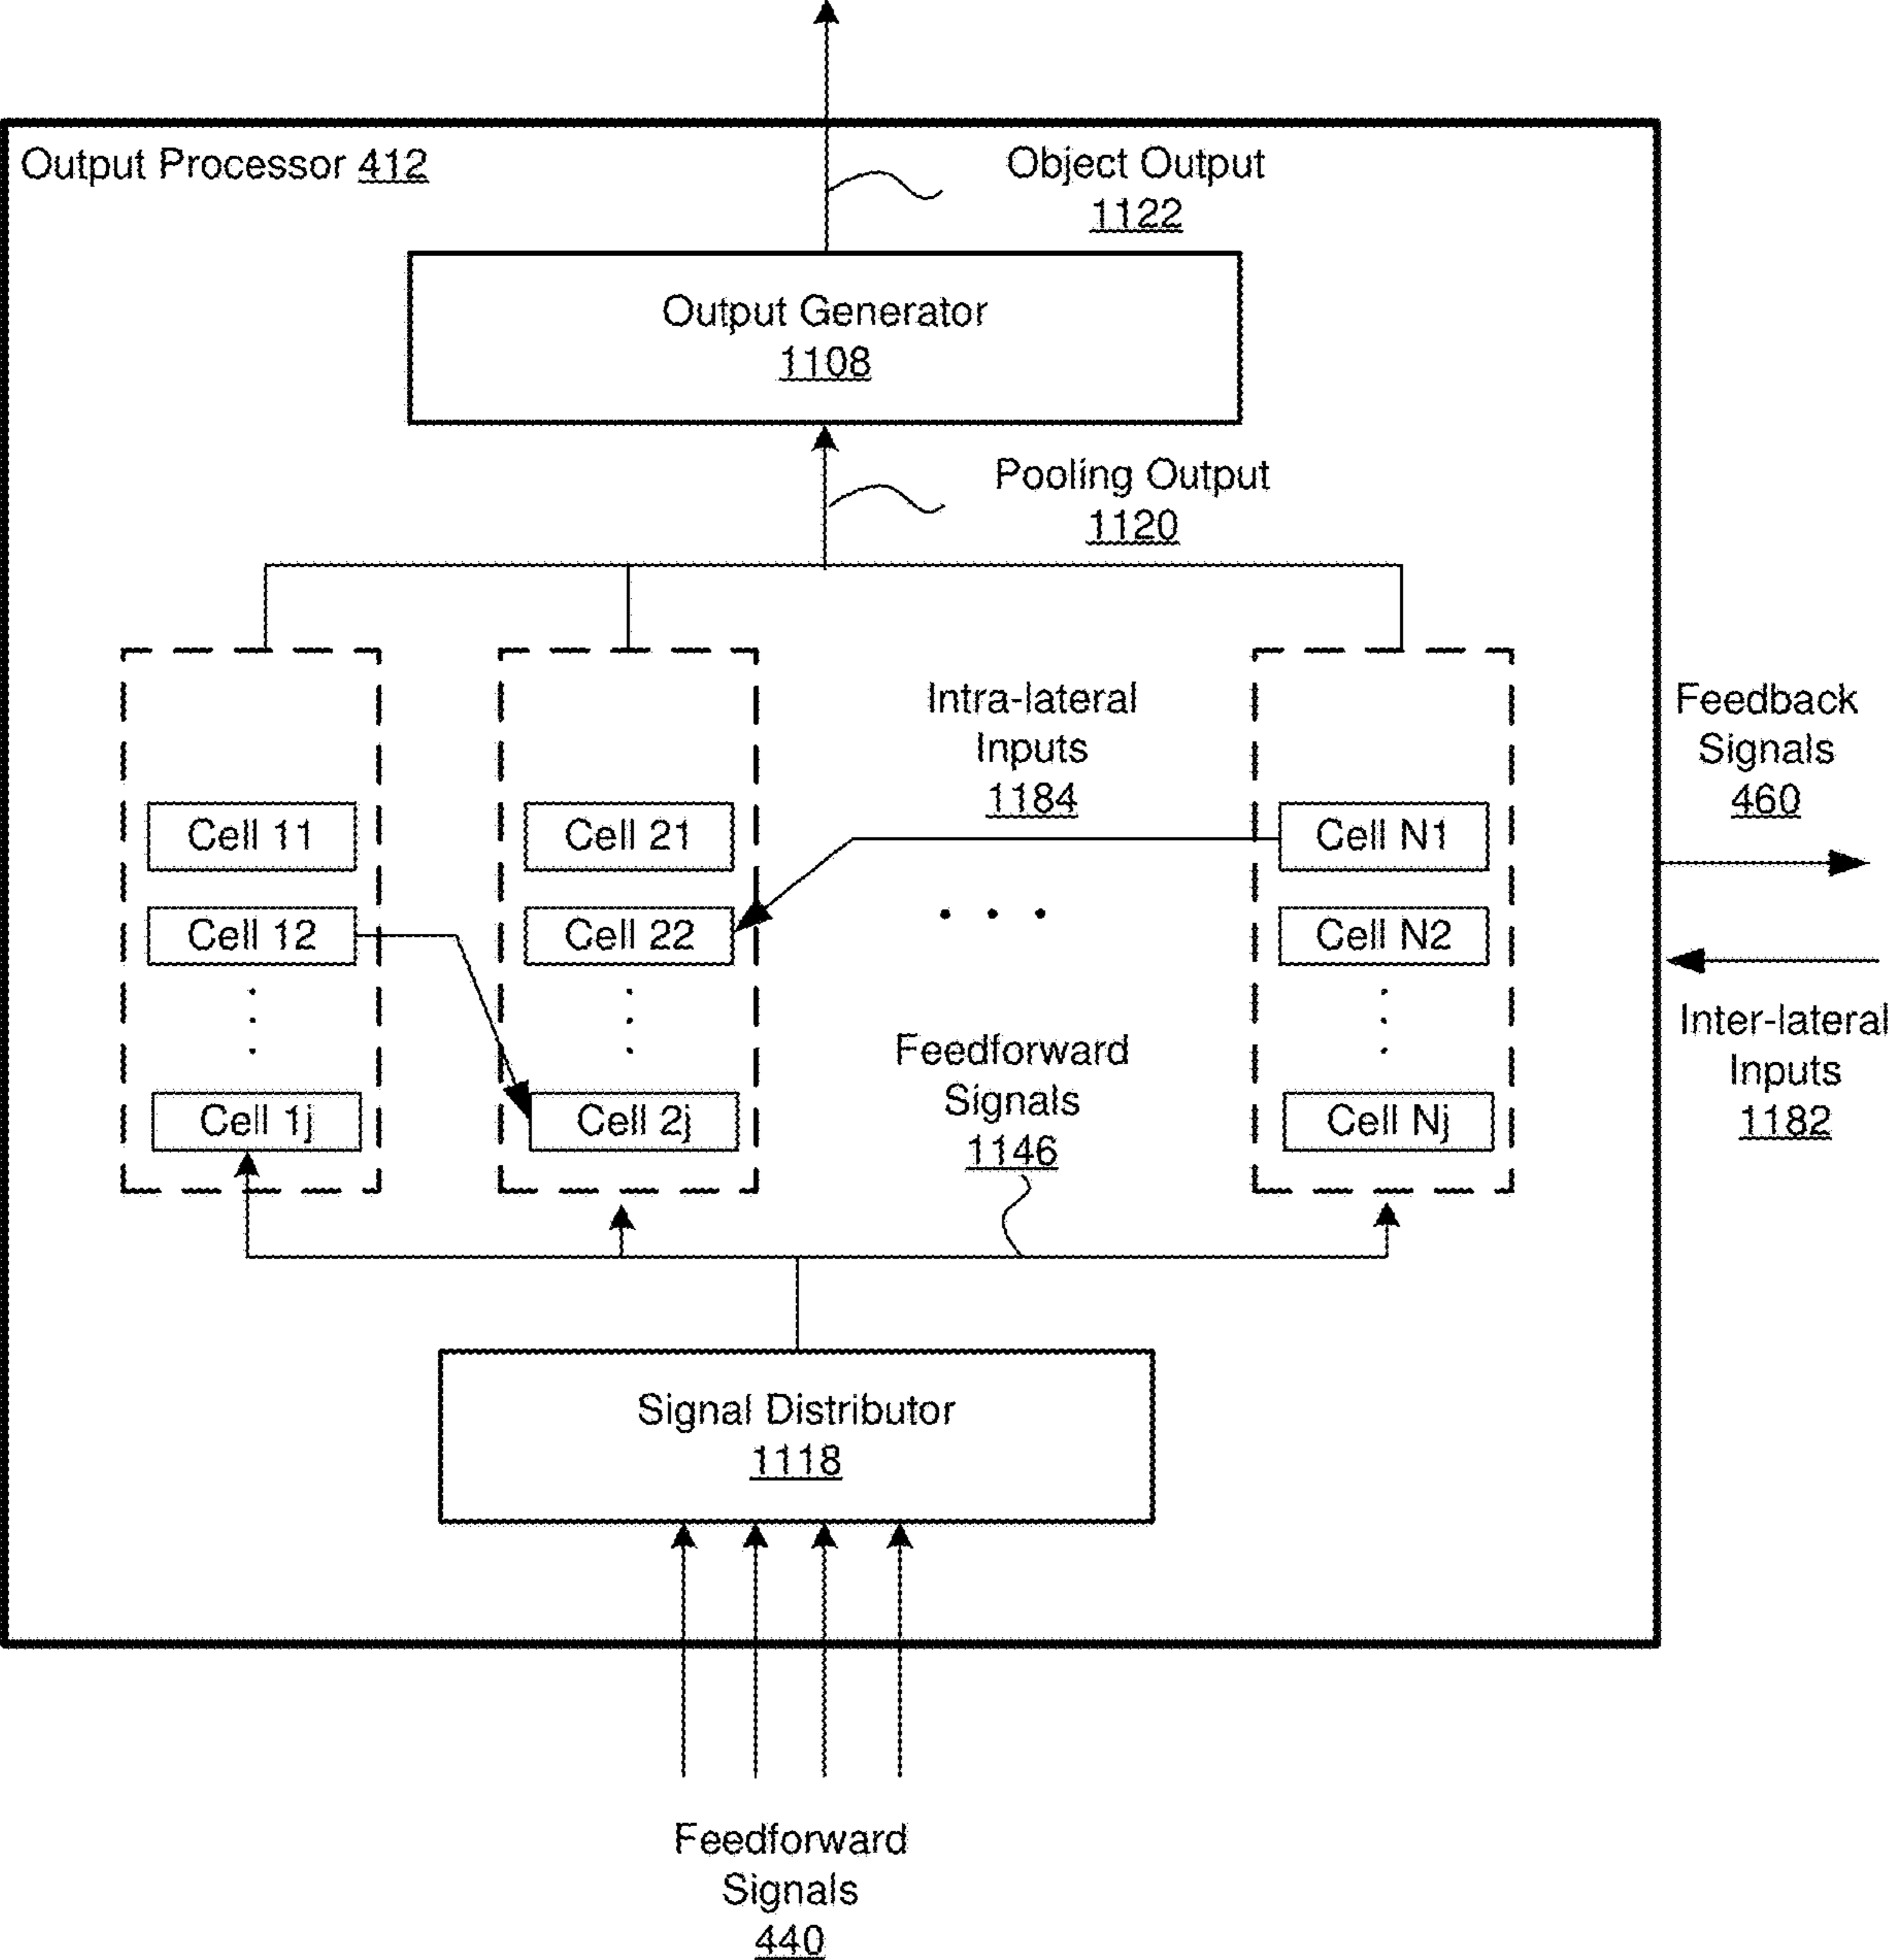 Output Processor 412
Object Output
1122
Output Generator
1108
Pooling Output
1120
Intra-lateral
Inputs
1184
Feedback
Signals
460
Cell 11
Cell 21
Cell N1
Cell 12
Cell 22
Cell N2
Inter-lateral
Inputs
1182
Feedforward
Signals
1146
Cell 1j
Cell 2j
Cell Nj
Signal Distributor
1118
Feedforward
Signals
440